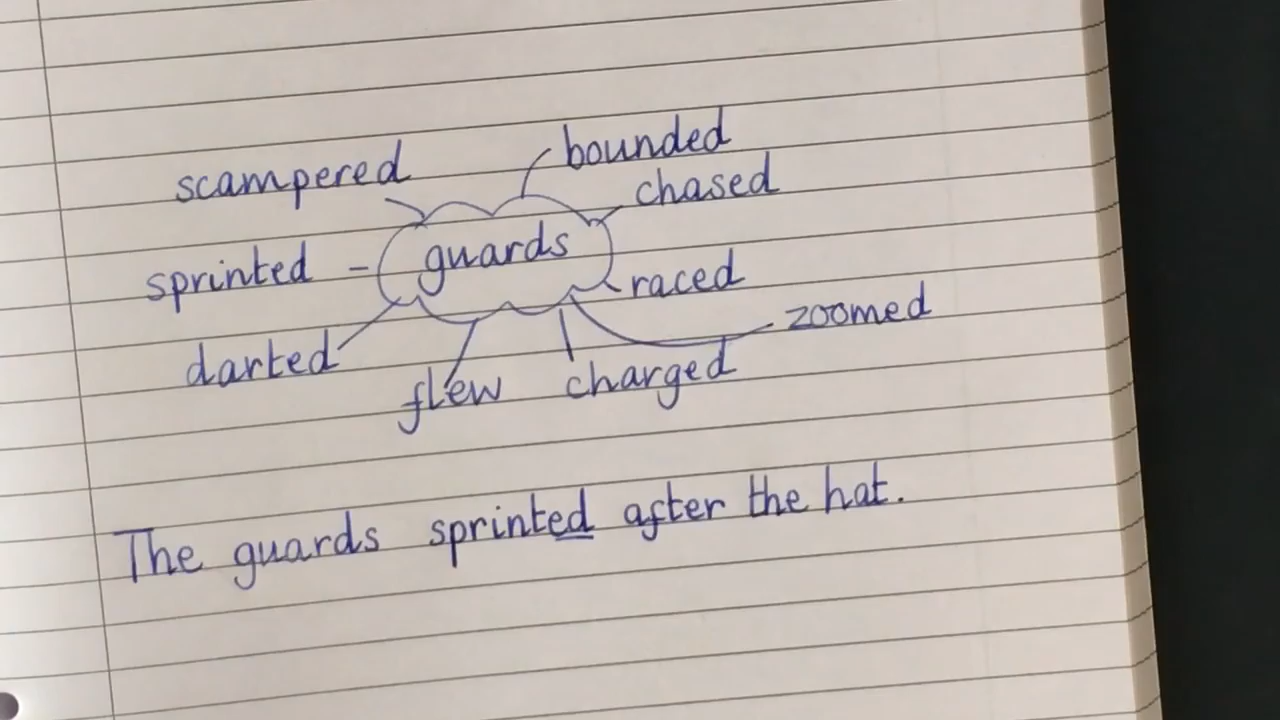 bounded
scampered
chased
guards
sprinted
raced
zoomed
darted
flew
charged
The guards sprinted after the hat.